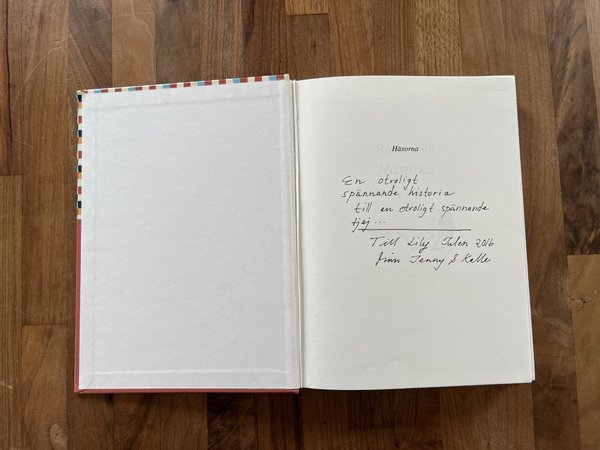 Häxorna
En otroligt
spännande historia
till en otroligt spännande
tjej...
Till Lily Julen 2016
från Jenny & Kalle